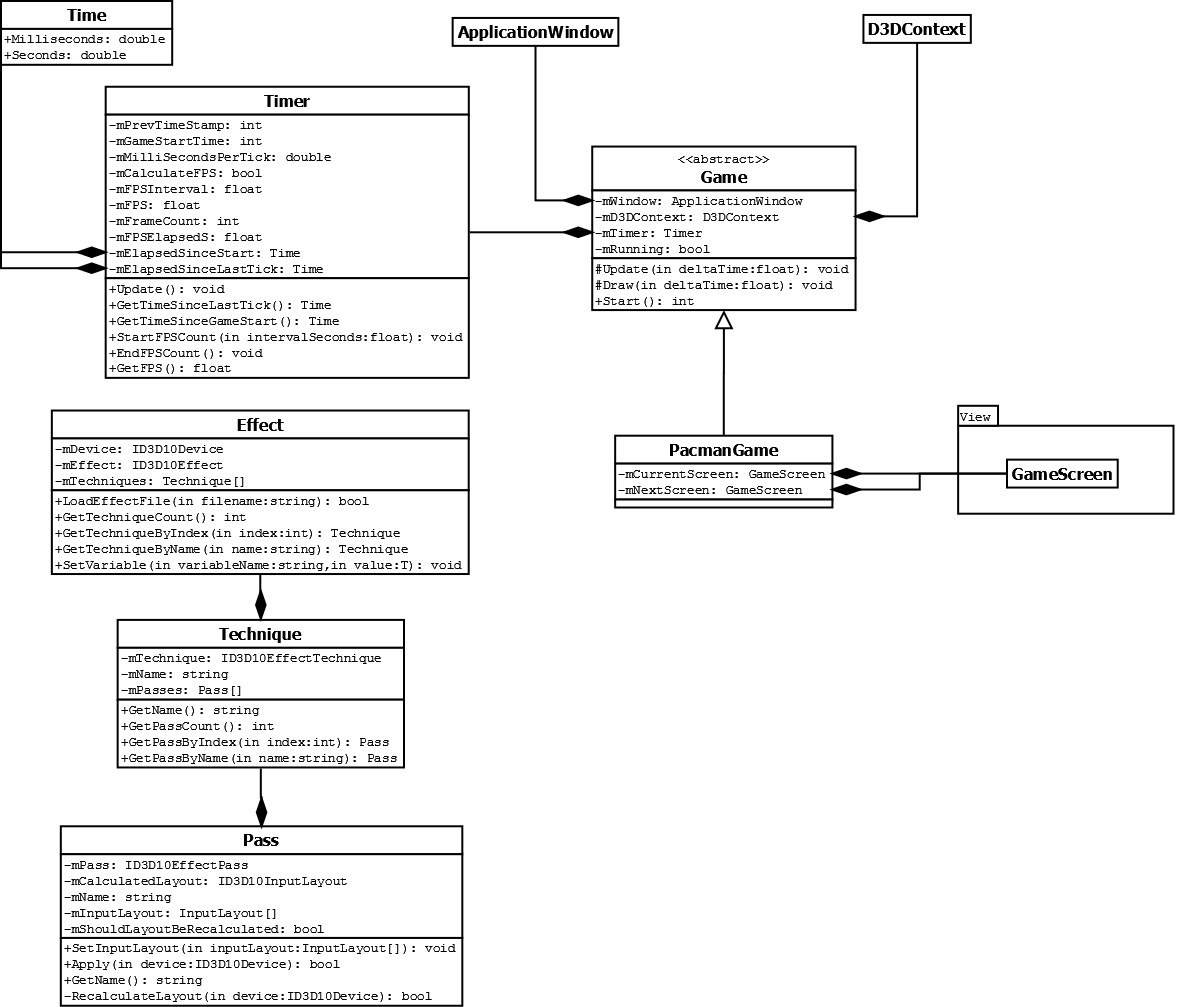 Time
+Milliseconds: double
+Seconds: double
ApplicationWindow
D3DContext
Timer
-mPrevTimeStamp: int
-mGameStartTime: int
-mMilliSecondsPerTick: double
-mCalculateFPS: bool
-mFPSInterval: float
-mFPS: float
-mFrameCount: int
-mFPSElapsedS: float
-mElapsedSinceStart: Time
-mElapsedSinceLastTick: Time
+Update(): void
+GetTimeSinceLastTick(): Time
+GetTimeSinceGameStart(): Time
+StartFPSCount(in intervalSeconds:float): void
+EndFPSCount(): void
+GetFPS(): float
<<abstract>>
Game
-mWindow: ApplicationWindow
-mD3DContext: D3DContext
-mTimer: Timer
-mRunning: bool
#Update(in deltaTime:float): void
#Draw(in deltaTime:float): void
+Start(): int
Effect
-mDevice: ID3D10Device
-mEffect: ID3D10Effect
-mTechniques: Technique[]
+LoadEffectFile(in filename:string): bool
+GetTechniqueCount(): int
+GetTechniqueByIndex(in index:int): Technique
+GetTechniqueByName(in name:string): Technique
+SetVariable(in variableName:string,in value:T): void
PacmanGame
-mCurrentScreen: GameScreen
-mNextScreen: GameScreen
View
GameScreen
Technique
-mTechnique: ID3D10EffectTechnique
-mName: string
-mPasses: Pass[]
+GetName(): string
+GetPassCount(): int
+GetPassByIndex(in index:int): Pass
+GetPassByName(in name:string): Pass
Pass
-mPass: ID3D10EffectPass
-mCalculatedLayout: ID3D10InputLayout
-mName: string
-mInputLayout: InputLayout[]
-mShouldLayoutBeRecalculated: bool
+SetInputLayout(in inputLayout:InputLayout[]): void
+Apply(in device:ID3D10Device): bool
+GetName(): string
-RecalculateLayout(in device:ID3D10Device): bool